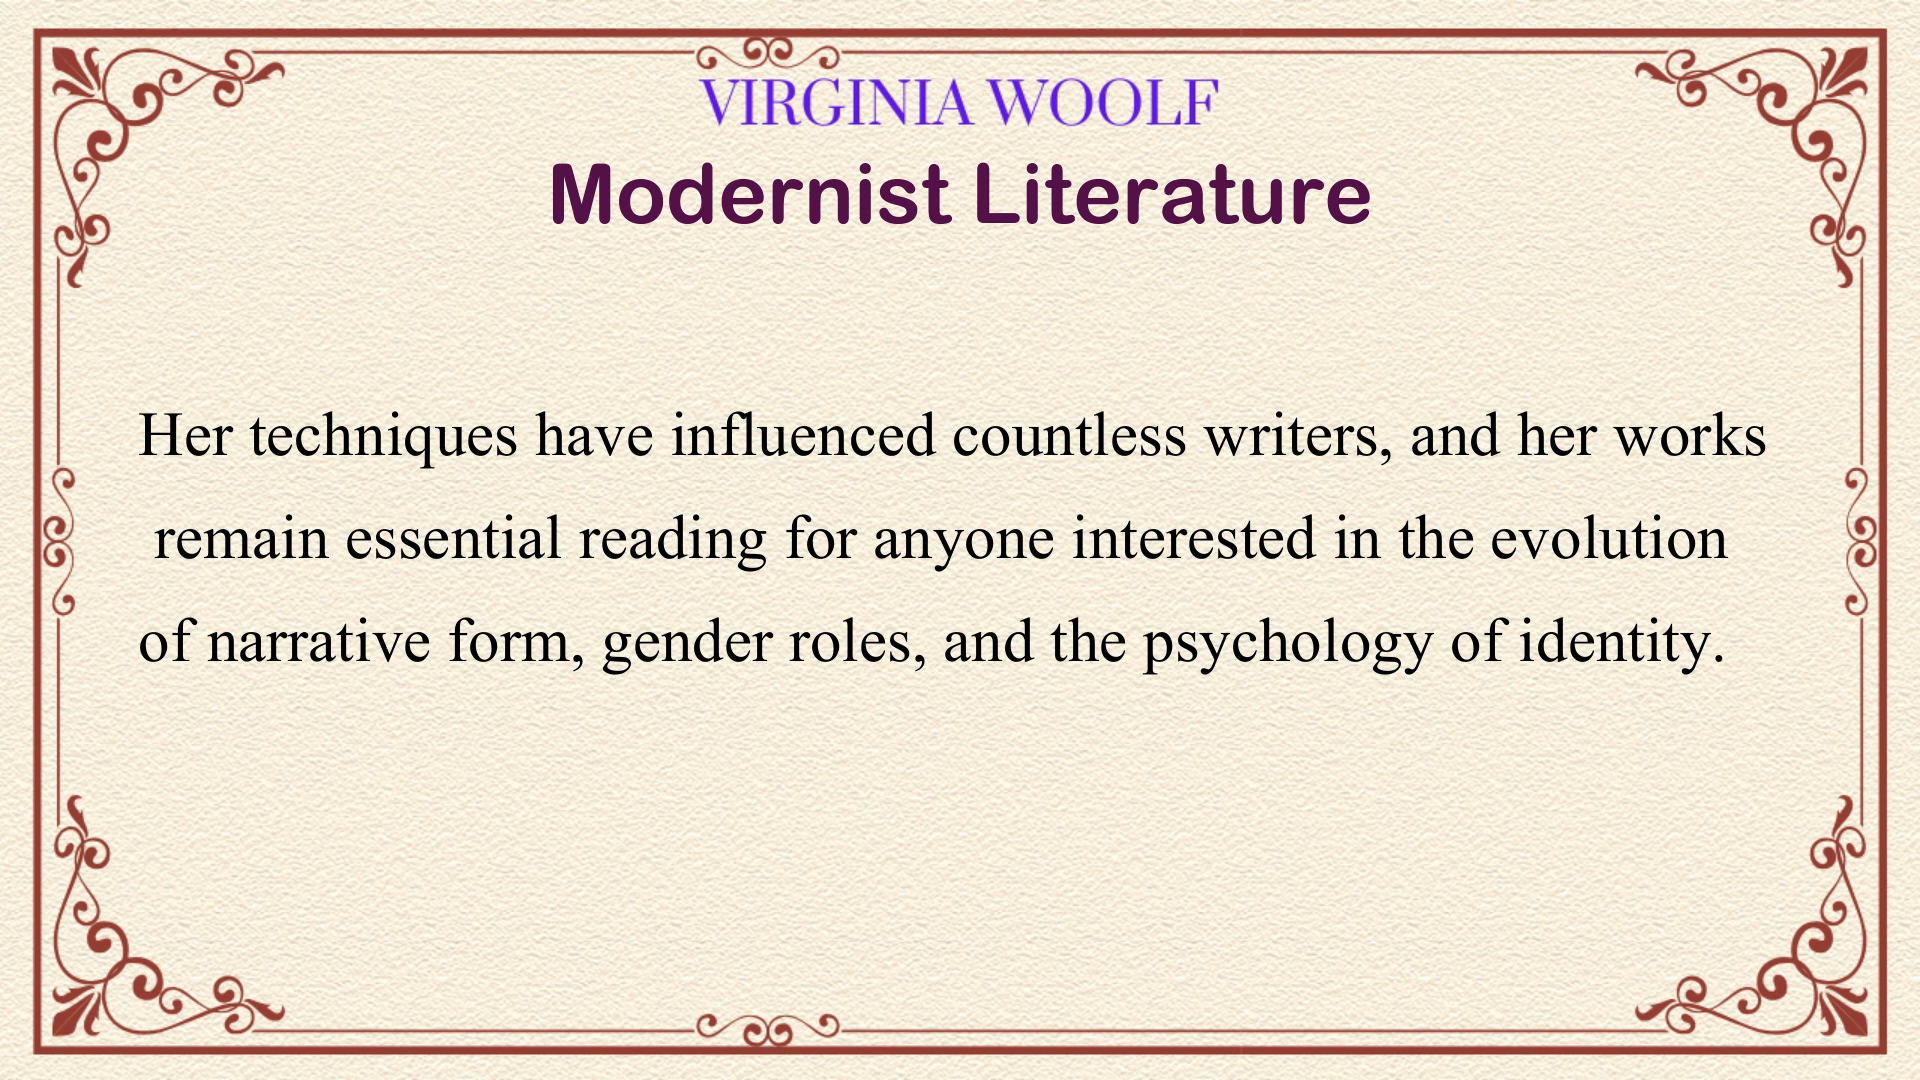 VIRGINIA WOOLF
Modernist Literature
Her techniques have influenced countless writers, and her works
remain essential reading for anyone interested in the evolution
of narrative form, gender roles, and the psychology of identity.